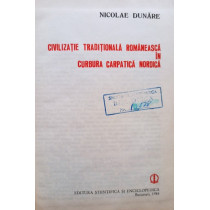 NICOLAE DUNĂRE
CIVILIZAȚIE TRADIȚIONALĂ ROMÂNEASCĂ
ÎN
CURBURA CARPATICĂ NORDICĂ
EDITURA ȘTIINȚIFICĂ ȘI ENCICLOPEDICĂ
București, 1984